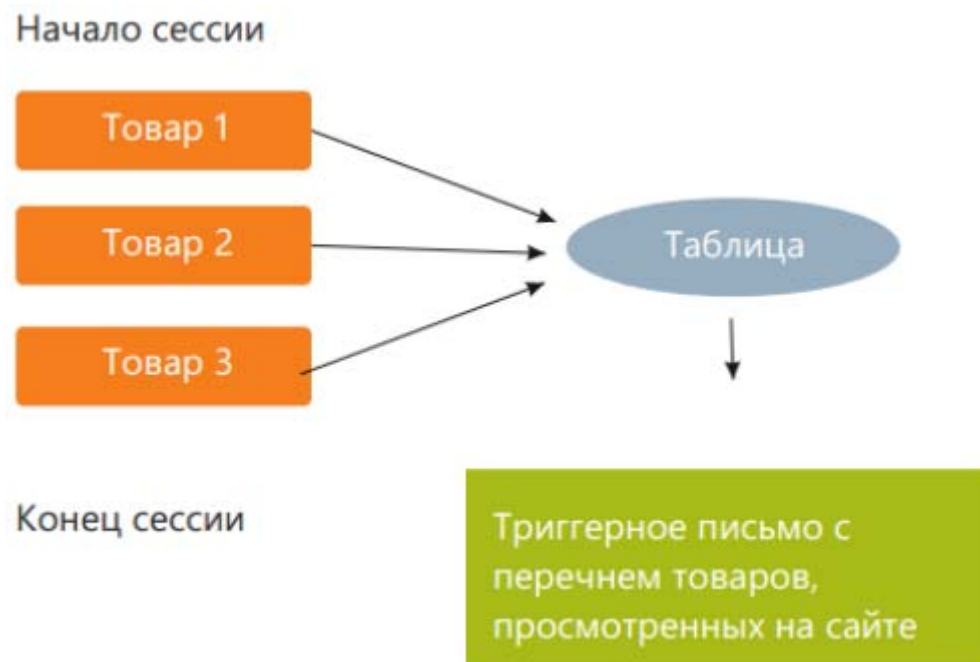 Начало сессии
Товар 1
Товар 2
Таблица
Товар 3
Конец сессии
Триггерное письмо с
перечнем товаров,
просмотренных на сайте